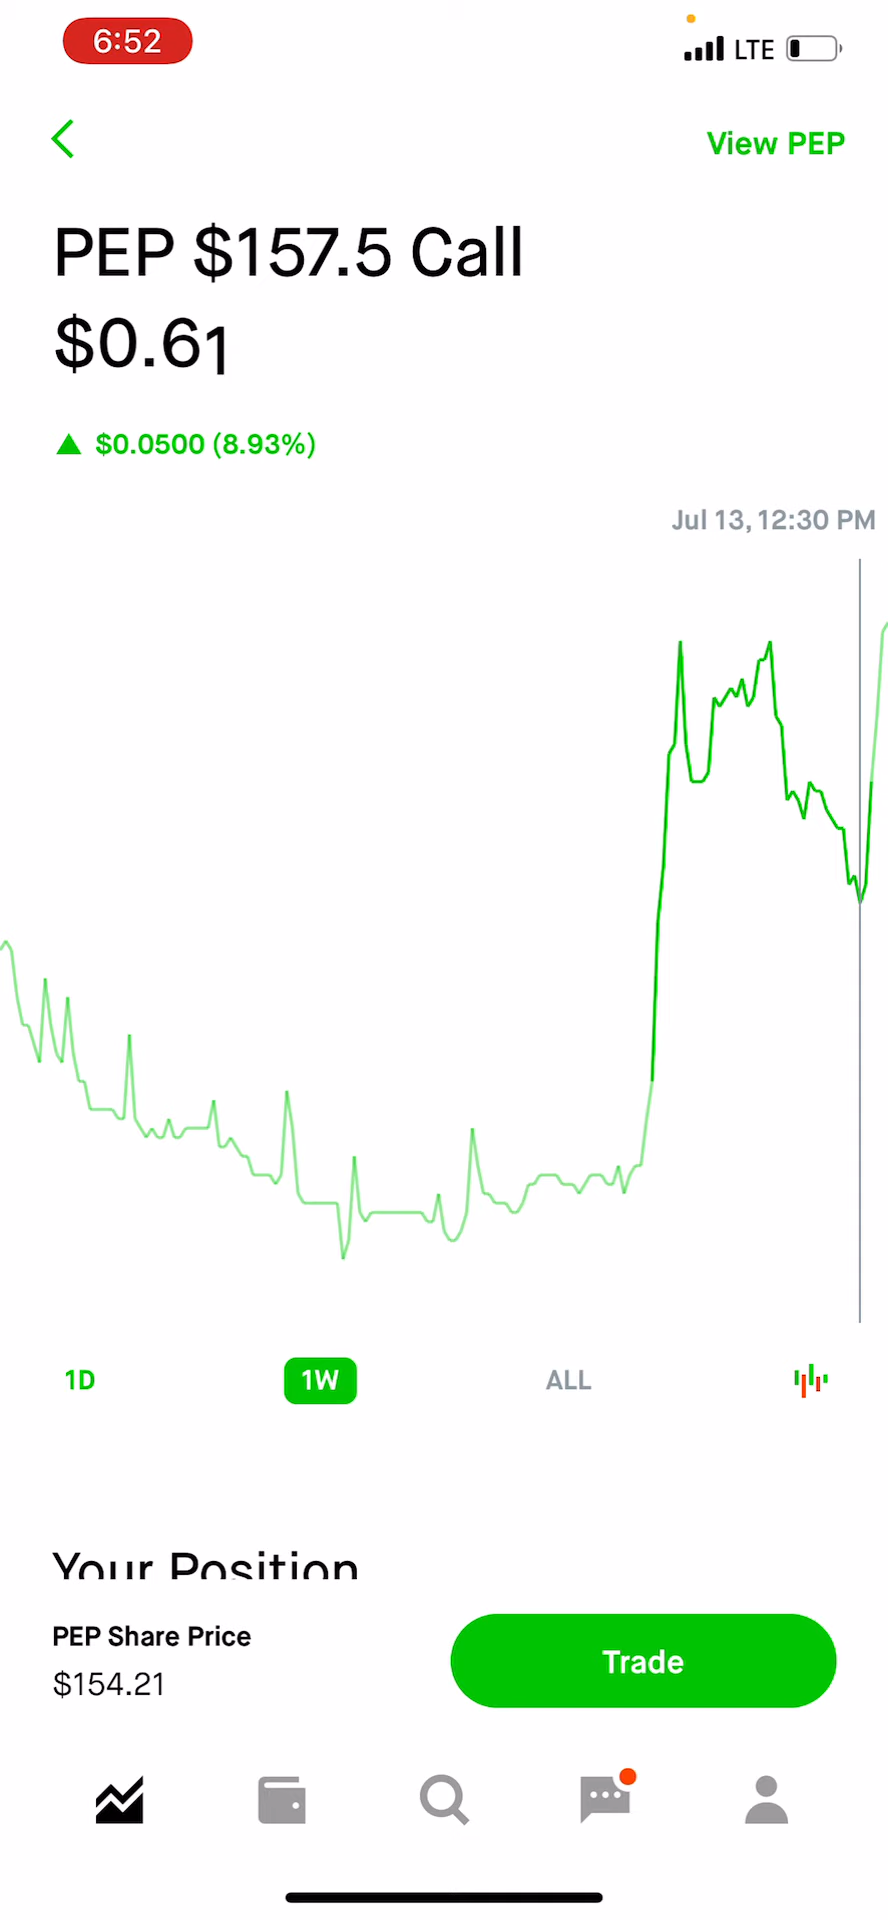 6:52
LTE
View PEP
PEP $157.5 Call
$0.61
▲ $0.0500 (8.93%)
Jul 13, 12:30 PM
1D
1W
ALL
Your Position
PEP Share Price
$154.21
Trade